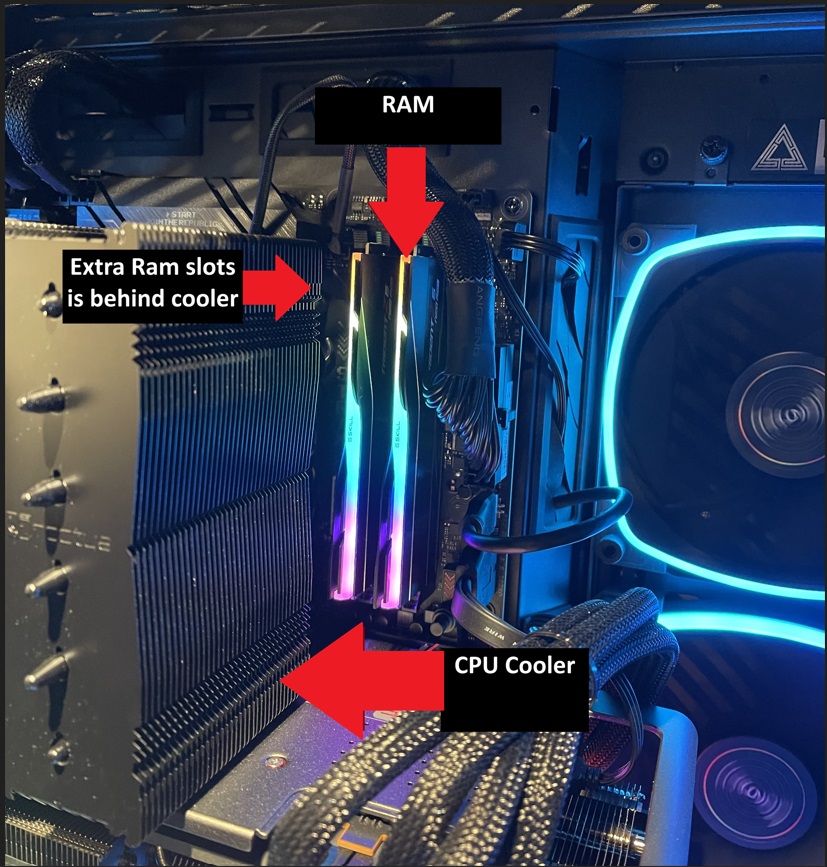 RAM
START
IN THE REPUBLIC
Extra Ram slots
is behind cooler
G.SKILL
G.SKILL
CPU Cooler